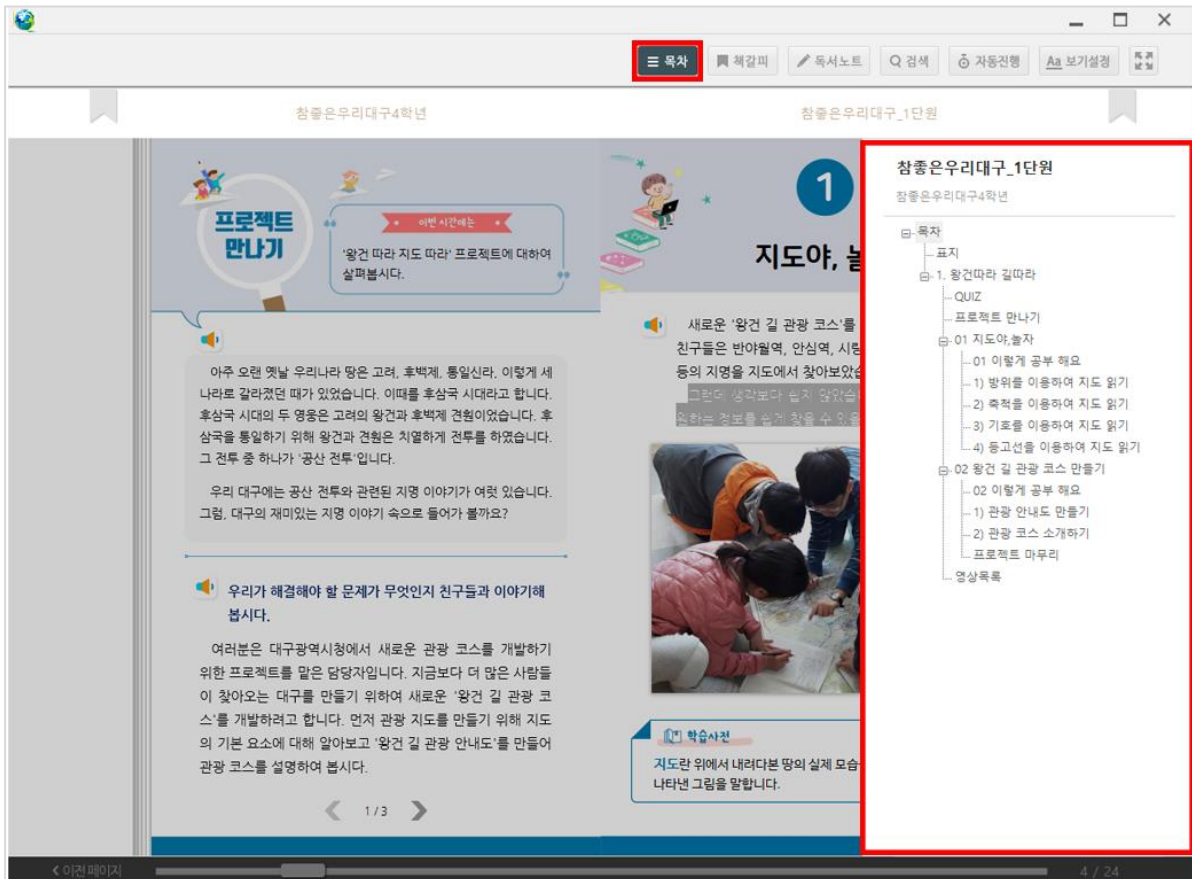 목차
책갈피
독서노트
검색
자동진행
Aa 보기설정
참좋은우리대구4학년
참좋은우리대구_1단원
프로젝트
만나기
이번 시간에는
'왕건 따라 지도 따라' 프로젝트에 대하여
살펴봅시다.
아주 오랜 옛날 우리나라 땅은 고려, 후백제, 통일신라, 이렇게 세
나라로 갈라졌던 때가 있었습니다. 이때를 후삼국 시대라고 합니다.
후삼국 시대의 두 영웅은 고려의 왕건과 후백제 견훤이었습니다. 후
삼국을 통일하기 위해 왕건과 견훤은 치열하게 전투를 하였습니다.
그 전투 중 하나가 '공산 전투'입니다.
우리 대구에는 공산 전투와 관련된 지명 이야기가 여럿 있습니다.
그럼, 대구의 재미있는 지명 이야기 속으로 들어가 볼까요?
우리가 해결해야 할 문제가 무엇인지 친구들과 이야기해
봅시다.
여러분은 대구광역시청에서 새로운 관광 코스를 개발하기
위한 프로젝트를 맡은 담당자입니다. 지금보다 더 많은 사람들
이 찾아오는 대구를 만들기 위하여 새로운 '왕건 길 관광 코
스'를 개발하려고 합니다. 먼저 관광 지도를 만들기 위해 지도
의 기본 요소에 대해 알아보고 '왕건 길 관광 안내도'를 만들어
관광 코스를 설명하여 봅시다.
1 / 3
1
지도야, 놀
새로운 '왕건 길 관광 코스'를
친구들은 반야월역, 안심역, 시량
등의 지명을 지도에서 찾아보았습
그런데 생각보다 쉽지 않았습니
원하는 정보를 쉽게 찾을 수 있을
학습사전
지도란 위에서 내려다본 땅의 실제 모습
나타낸 그림을 말합니다.
참좋은우리대구_1단원
참좋은우리대구4학년
목차
표지
1. 왕건따라 길따라
QUIZ
프로젝트 만나기
01 지도야,놀자
01 이렇게 공부 해요
1) 방위를 이용하여 지도 읽기
2) 축척을 이용하여 지도 읽기
3) 기호를 이용하여 지도 읽기
4) 등고선을 이용하여 지도 읽기
02 왕건 길 관광 코스 만들기
02 이렇게 공부 해요
1) 관광 안내도 만들기
2) 관광 코스 소개하기
프로젝트 마무리
영상목록
이전 페이지
4 / 24